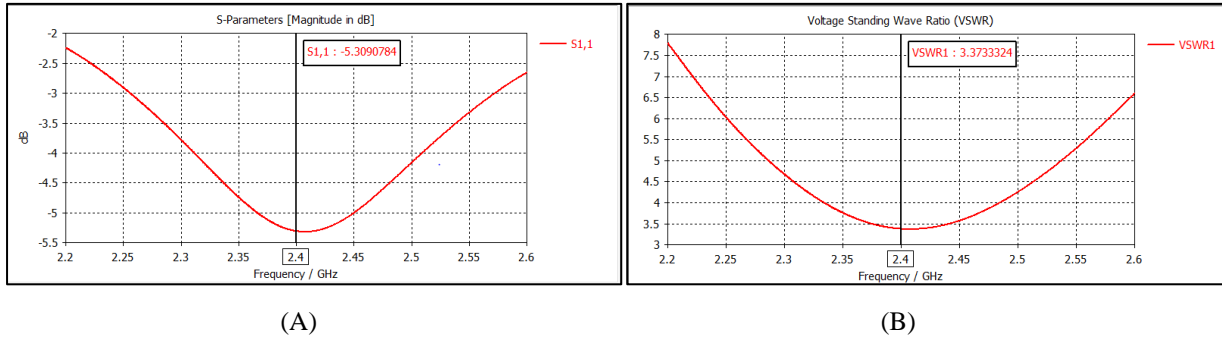 S-Parameters [Magnitude in dB]
S1,1 : -5.3090784
S1,1
-2
-2.5
-3
-3.5
-4
-4.5
-5
-5.5
dB
2.2 2.25 2.3 2.35 2.4 2.45 2.5 2.55 2.6
Frequency / GHz
(A)
Voltage Standing Wave Ratio (VSWR)
VSWR1 : 3.3733324
VSWR1
8
7.5
7
6.5
6
5.5
5
4.5
4
3.5
3
2.2 2.25 2.3 2.35 2.4 2.45 2.5 2.55 2.6
Frequency / GHz
(B)